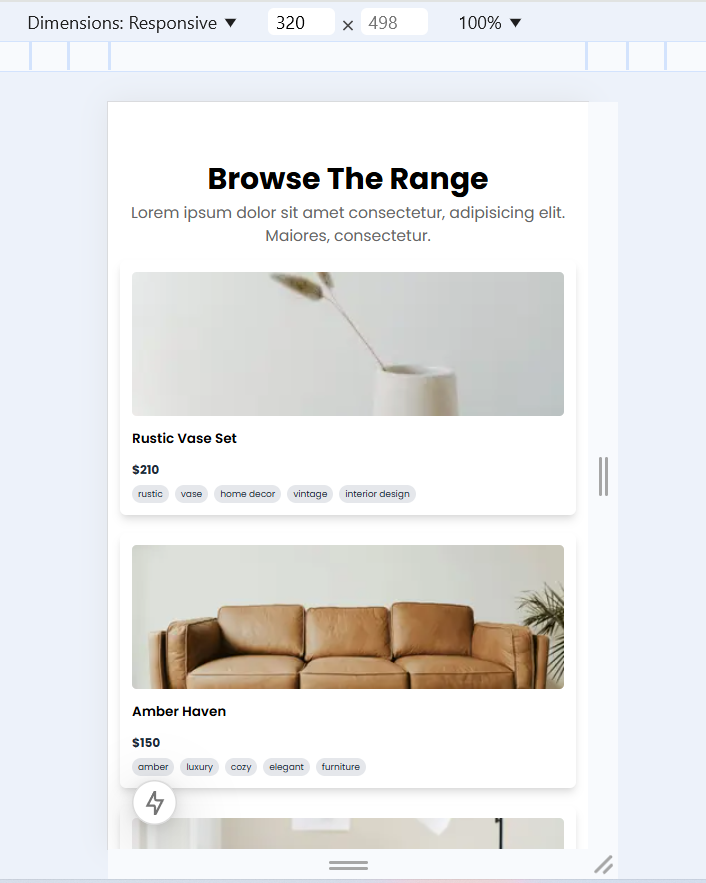 Dimensions: Responsive ▼ 320 × 498 100% ▼
Browse The Range
Lorem ipsum dolor sit amet consectetur, adipisicing elit.
Maiores, consectetur.
Rustic Vase Set
$210
rustic vase home decor vintage interior design
Amber Haven
$150
amber luxury cozy elegant furniture